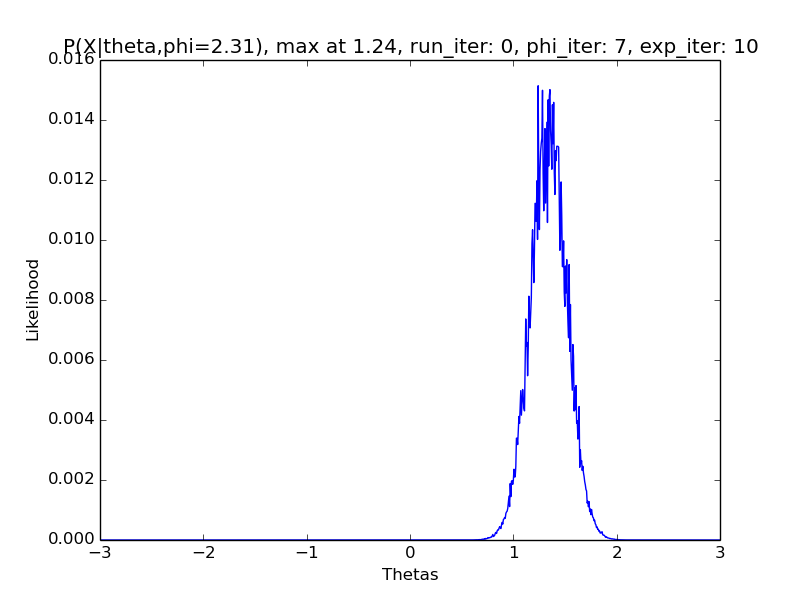 P(X|theta,phi=2.31), max at 1.24, run_iter: 0, phi_iter: 7, exp_iter: 10
0.016
0.014
0.012
0.010
0.008
0.006
0.004
0.002
0.000
Likelihood
−3 −2 −1 0 1 2 3
Thetas